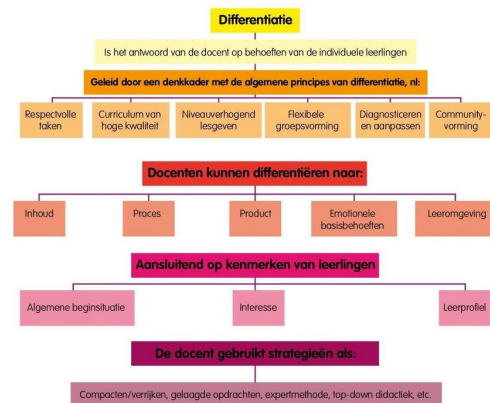 Differentiatie
Is het antwoord van de docent op behoeften van de individuele leerlingen
Geleid door een denkkader met de algemene principes van differentiatie, nl:
Respectvolle
taken
Curriculum van
hoge kwaliteit
Niveauverhogend
lesgeven
Flexibele
groepsvorming
Diagnosticeren
en aanpassen
Community-
vorming
Docenten kunnen differentiëren naar:
Inhoud
Proces
Product
Emotionele
basisbehoeften
Leeromgeving
Aansluitend op kenmerken van leerlingen
Algemene beginsituatie
Interesse
Leerprofiel
De docent gebruikt strategieën als:
Compacten/verrijken, gelaagde opdrachten, expertmethode, top-down didactiek, etc.